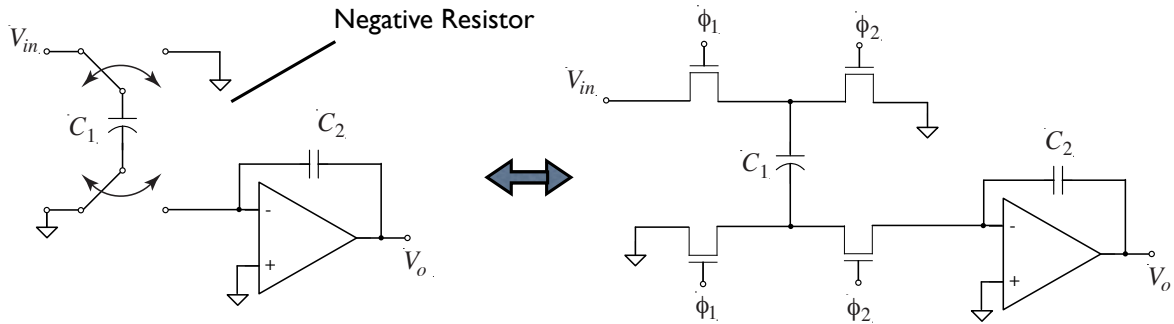 Negative Resistor
V_in
C_1
C_2
-
+
V_o
ϕ_1
ϕ_2
V_in
C_1
C_2
-
+
V_o
ϕ_1
ϕ_2